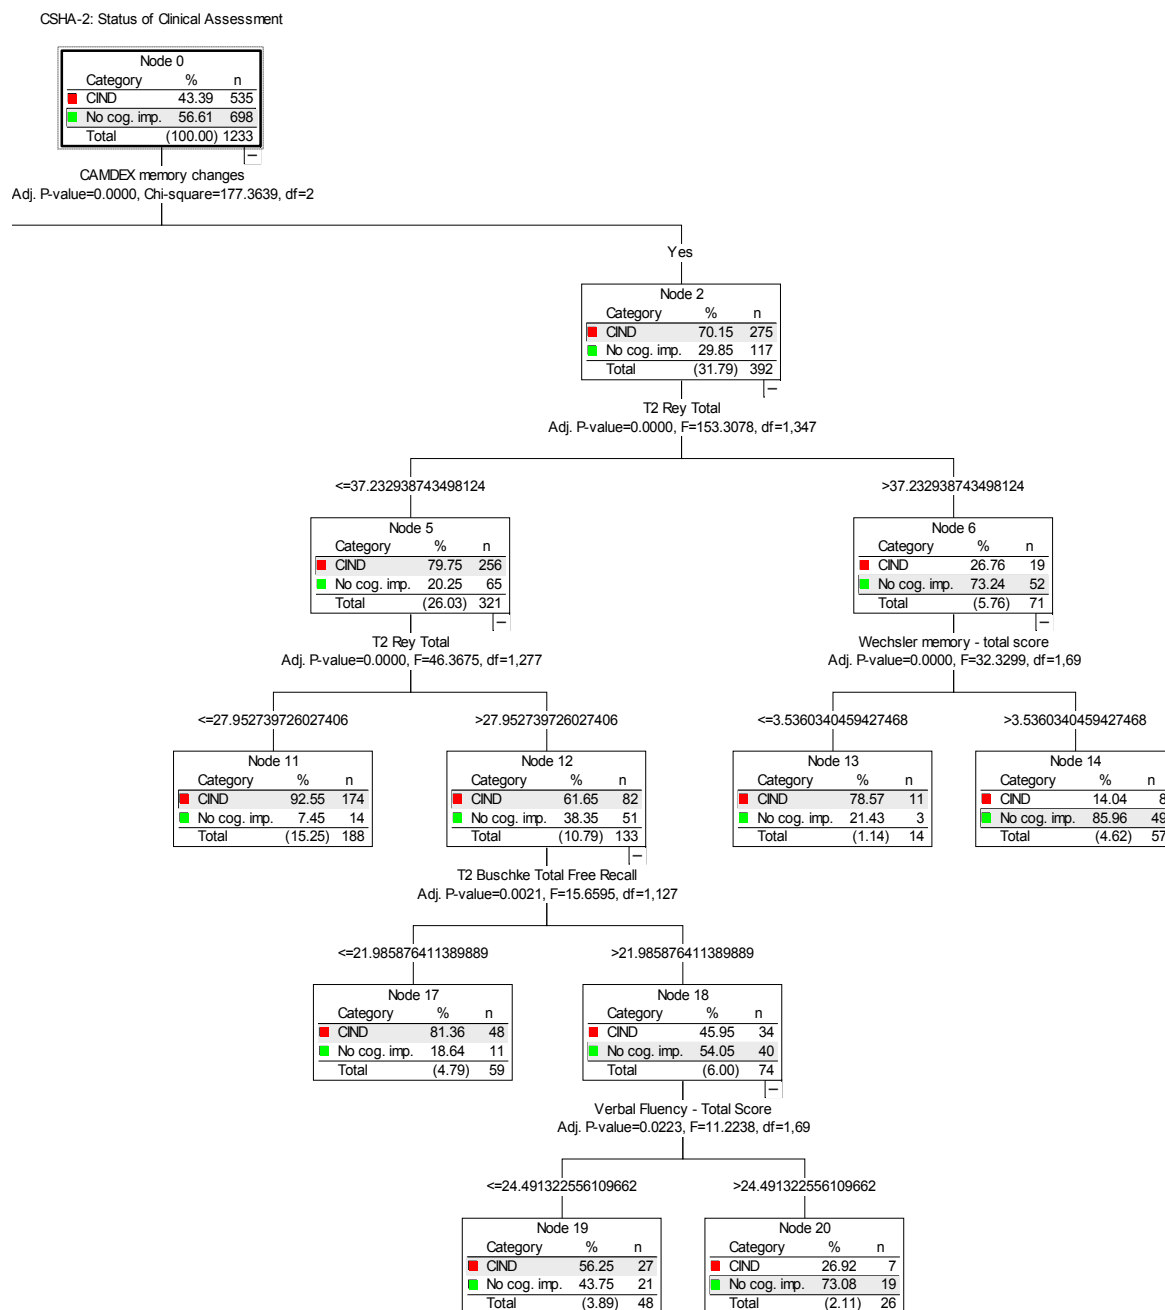 CSHA-2: Status of Clinical Assessment
Node 0
Category % n
CIND 43.39 535
No cog. imp. 56.61 698
Total (100.00) 1233
CAMDEX memory changes
Adj. P-value=0.0000, Chi-square=177.3639, df=2
Yes
Node 2
Category % n
CIND 70.15 275
No cog. imp. 29.85 117
Total (31.79) 392
T2 Rey Total
Adj. P-value=0.0000, F=153.3078, df=1,347
<=37.232938743498124
>37.232938743498124
Node 5
Category % n
CIND 79.75 256
No cog. imp. 20.25 65
Total (26.03) 321
Node 6
Category % n
CIND 26.76 19
No cog. imp. 73.24 52
Total (5.76) 71
T2 Rey Total
Adj. P-value=0.0000, F=46.3675, df=1,277
Wechsler memory - total score
Adj. P-value=0.0000, F=32.3299, df=1,69
<=27.952739726027406
>27.952739726027406
<=3.5360340459427468
>3.5360340459427468
Node 11
Category % n
CIND 92.55 174
No cog. imp. 7.45 14
Total (15.25) 188
Node 12
Category % n
CIND 61.65 82
No cog. imp. 38.35 51
Total (10.79) 133
Node 13
Category % n
CIND 78.57 11
No cog. imp. 21.43 3
Total (1.14) 14
Node 14
Category % n
CIND 14.04 8
No cog. imp. 85.96 49
Total (4.62) 57
T2 Buschke Total Free Recall
Adj. P-value=0.0021, F=15.6595, df=1,127
<=21.985876411389889
>21.985876411389889
Node 17
Category % n
CIND 81.36 48
No cog. imp. 18.64 11
Total (4.79) 59
Node 18
Category % n
CIND 45.95 34
No cog. imp. 54.05 40
Total (6.00) 74
Verbal Fluency - Total Score
Adj. P-value=0.0223, F=11.2238, df=1,69
<=24.491322556109662
>24.491322556109662
Node 19
Category % n
CIND 56.25 27
No cog. imp. 43.75 21
Total (3.89) 48
Node 20
Category % n
CIND 26.92 7
No cog. imp. 73.08 19
Total (2.11) 26